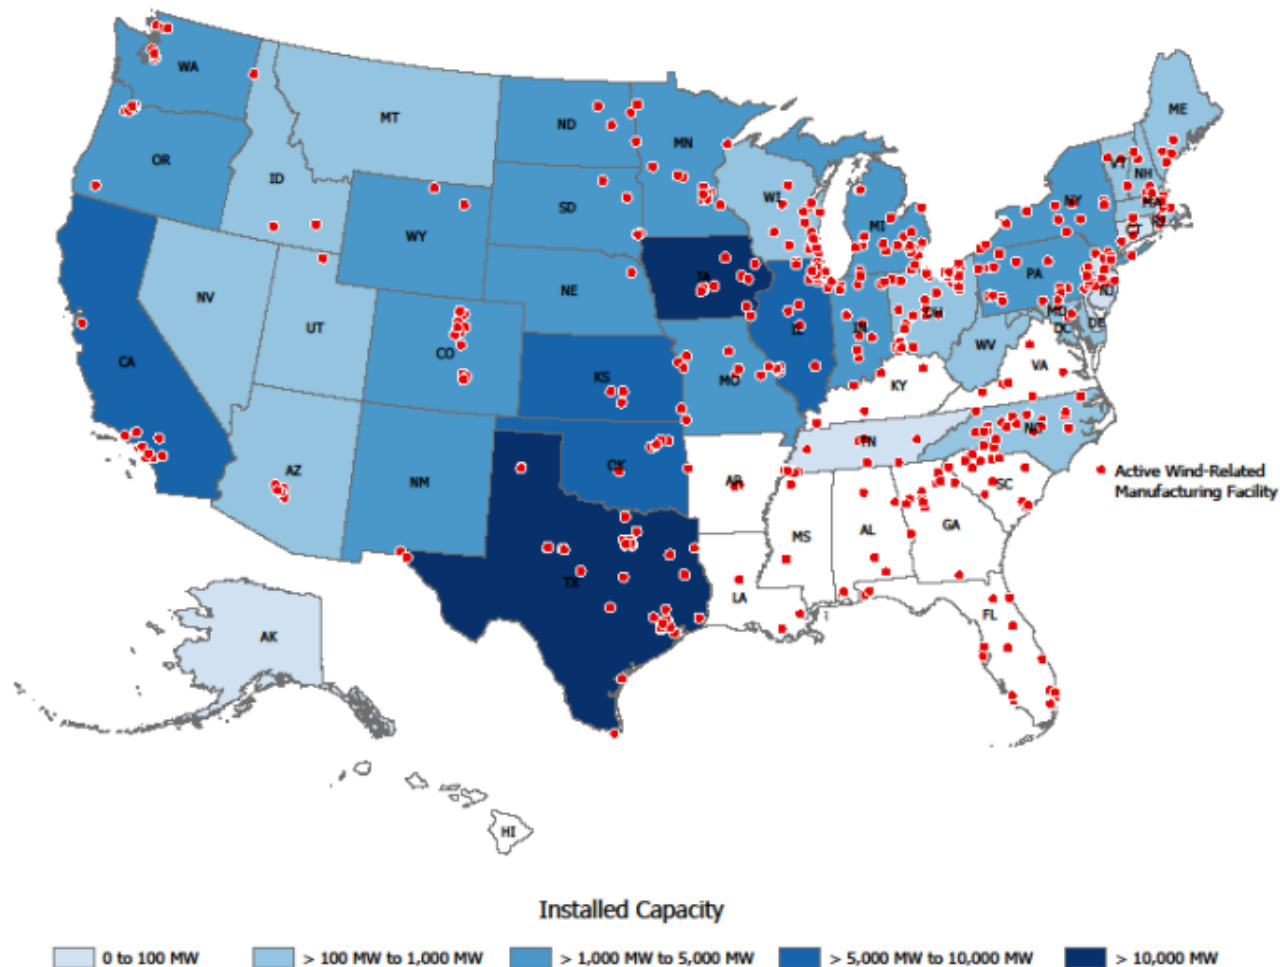 WA
MT
ND
MN
ME
OR
ID
WY
SD
WI
MI
NY
VT
NH
MA
RI
CT
NV
UT
NE
IA
PA
NJ
CA
CO
KS
MO
IL
IN
OH
WV
MD
DC
DE
VA
KY
AZ
NM
OK
AR
TN
NC
SC
Active Wind-Related
Manufacturing Facility
TX
LA
MS
AL
GA
FL
AK
HI
Installed Capacity
0 to 100 MW
> 100 MW to 1,000 MW
> 1,000 MW to 5,000 MW
> 5,000 MW to 10,000 MW
> 10,000 MW